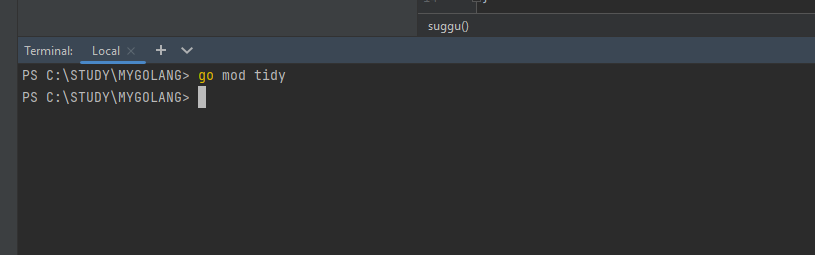 suggu()
Terminal: Local × + ⌄
PS C:\STUDY\MYGOLANG> go mod tidy
PS C:\STUDY\MYGOLANG>